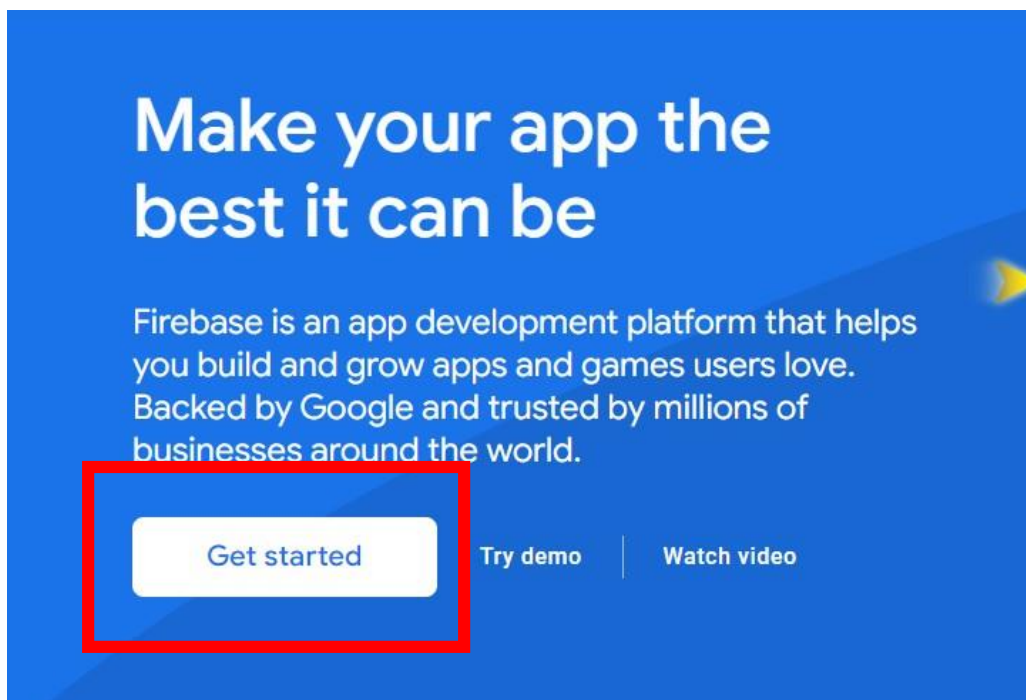 Make your app the
best it can be
Firebase is an app development platform that helps
you build and grow apps and games users love.
Backed by Google and trusted by millions of
businesses around the world.
Get started
Try demo
Watch video